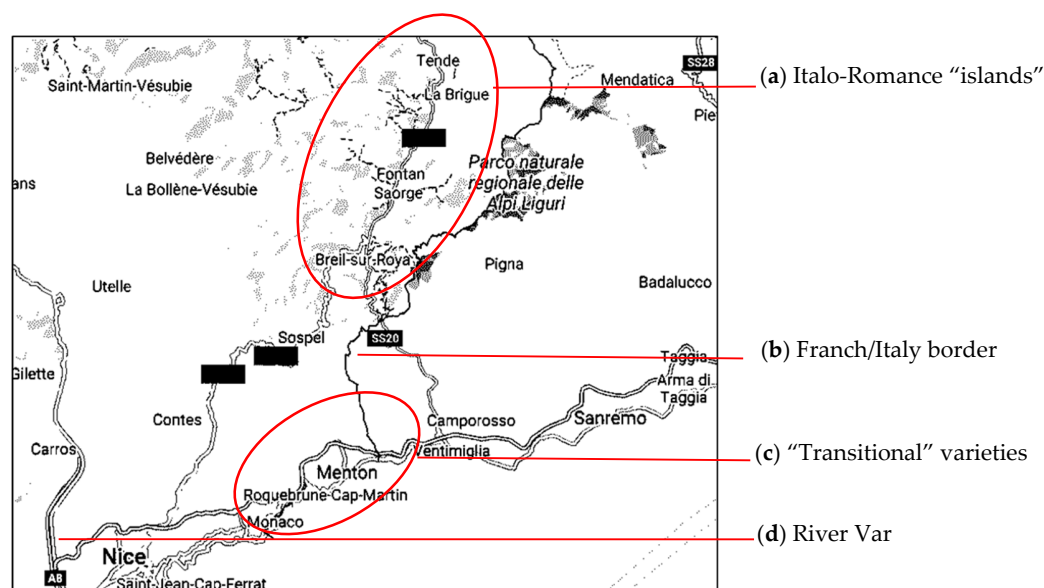 Tende
SS28
Saint-Martin-Vésubie
Mendatica
(a) Italo-Romance “islands”
La Brigue
Pie
Belvédère
Parco naturale
regionale delle
Alpi Liguri
ans
La Bollène-Vésubie
Fontan
Saorge
Breil-sur-Roya
Pigna
Utelle
Badalucco
Sospel
SS20
(b) Franch/Italy border
Taggia
Gilette
Arma di
Taggia
Contes
Camporosso
Sanremo
Carros
Ventimiglia
(c) “Transitional” varieties
Menton
Roquebrune-Cap-Martin
Monaco
(d) River Var
Nice
A8
Saint-Jean-Cap-Ferrat